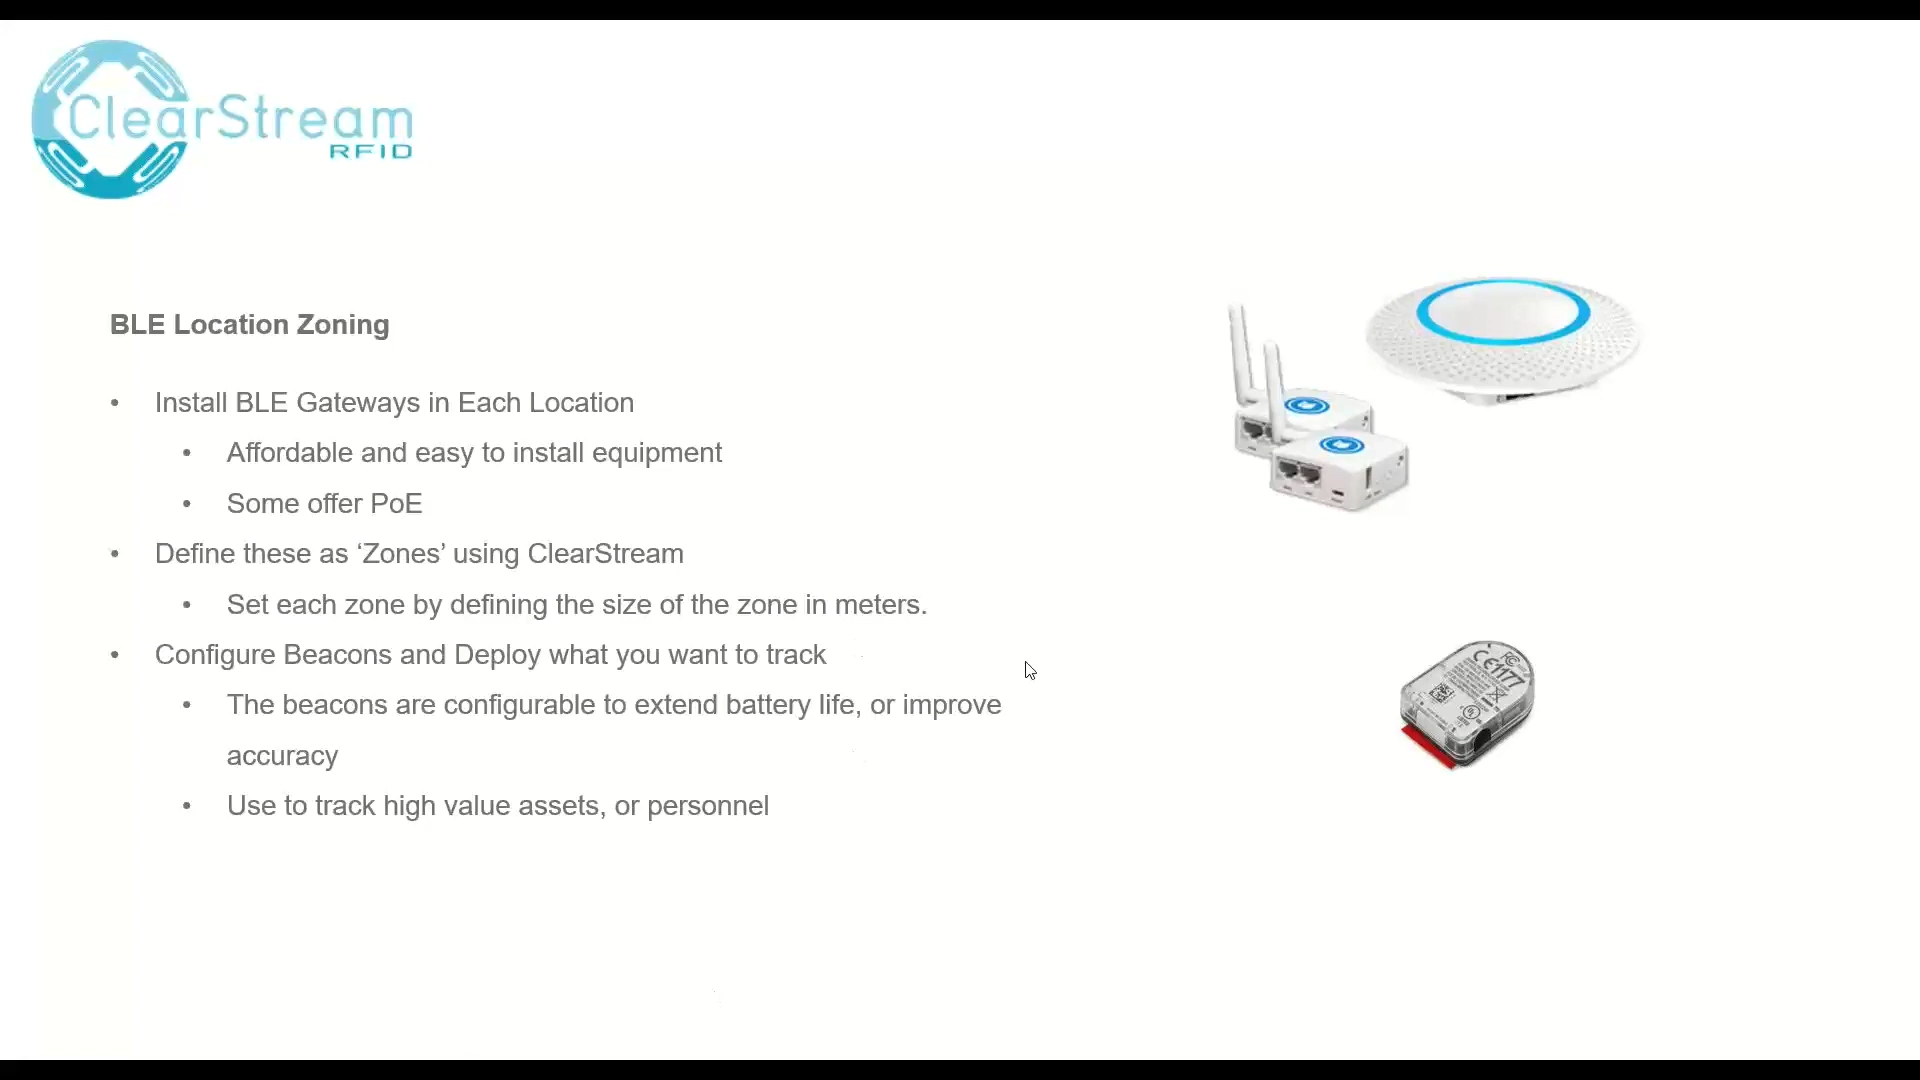 ClearStream
RFID
BLE Location Zoning
• Install BLE Gateways in Each Location
• Affordable and easy to install equipment
• Some offer PoE
• Define these as ‘Zones’ using ClearStream
• Set each zone by defining the size of the zone in meters.
• Configure Beacons and Deploy what you want to track
• The beacons are configurable to extend battery life, or improve
accuracy
• Use to track high value assets, or personnel
FC
CE1177